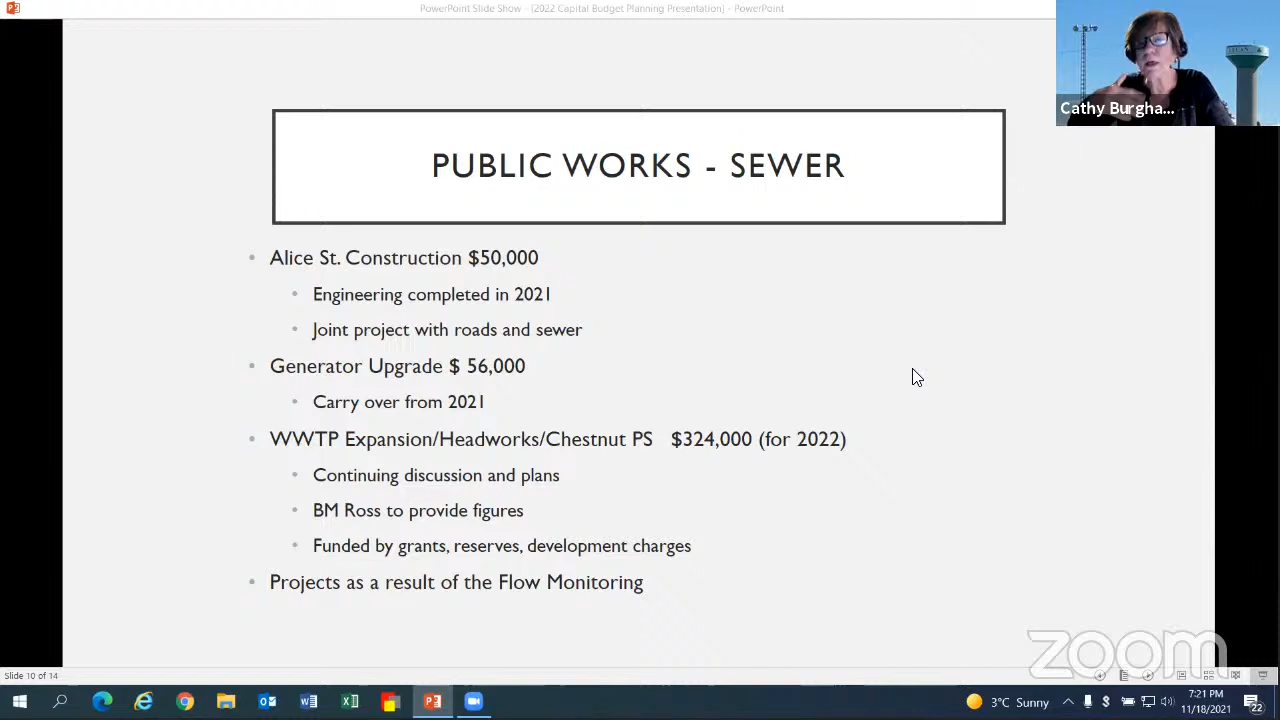 PowerPoint Slide Show - [2022 Capital Budget Planning Presentation] - PowerPoint
Cathy Burgha...
PUBLIC WORKS - SEWER
• Alice St. Construction $50,000
• Engineering completed in 2021
• Joint project with roads and sewer
• Generator Upgrade $ 56,000
• Carry over from 2021
• WWTP Expansion/Headworks/Chestnut PS $324,000 (for 2022)
• Continuing discussion and plans
• BM Ross to provide figures
• Funded by grants, reserves, development charges
• Projects as a result of the Flow Monitoring
zoom
Slide 10 of 14
3°C Sunny
7:21 PM
11/18/2021
22